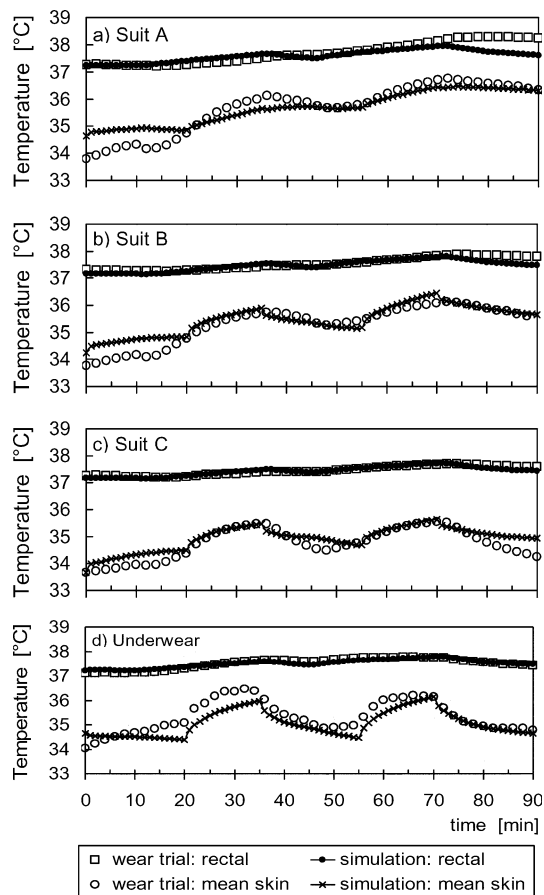 Temperature [°C]
39
38
37
36
35
34
33
a) Suit A
Temperature [°C]
39
38
37
36
35
34
33
b) Suit B
Temperature [°C]
39
38
37
36
35
34
33
c) Suit C
Temperature [°C]
39
38
37
36
35
34
33
d) Underwear
0 10 20 30 40 50 60 70 80 90
time [min]
wear trial: rectal simulation: rectal
wear trial: mean skin simulation: mean skin